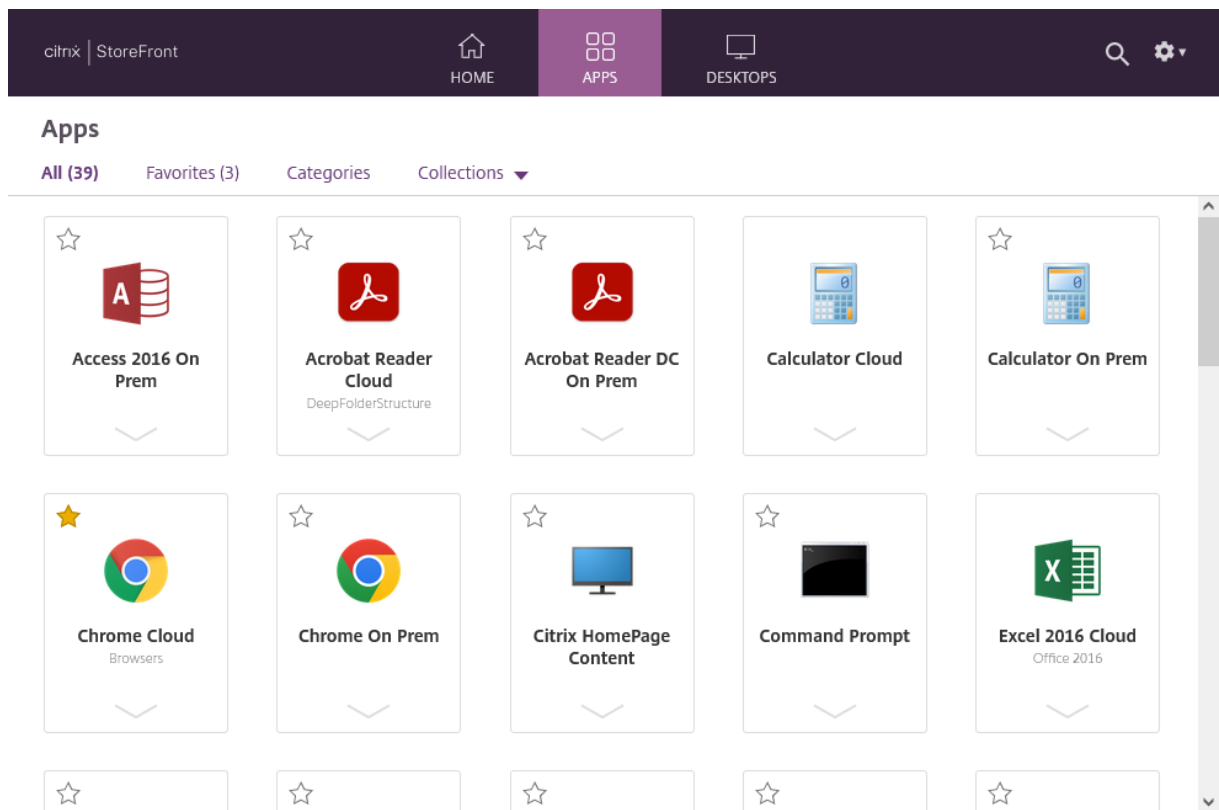 citrix | StoreFront
HOME
APPS
DESKTOPS
Apps
All (39) Favorites (3) Categories Collections
Access 2016 On
Prem
Acrobat Reader
Cloud
DeepFolderStructure
Acrobat Reader DC
On Prem
Calculator Cloud
Calculator On Prem
Chrome Cloud
Browsers
Chrome On Prem
Citrix HomePage
Content
Command Prompt
Excel 2016 Cloud
Office 2016